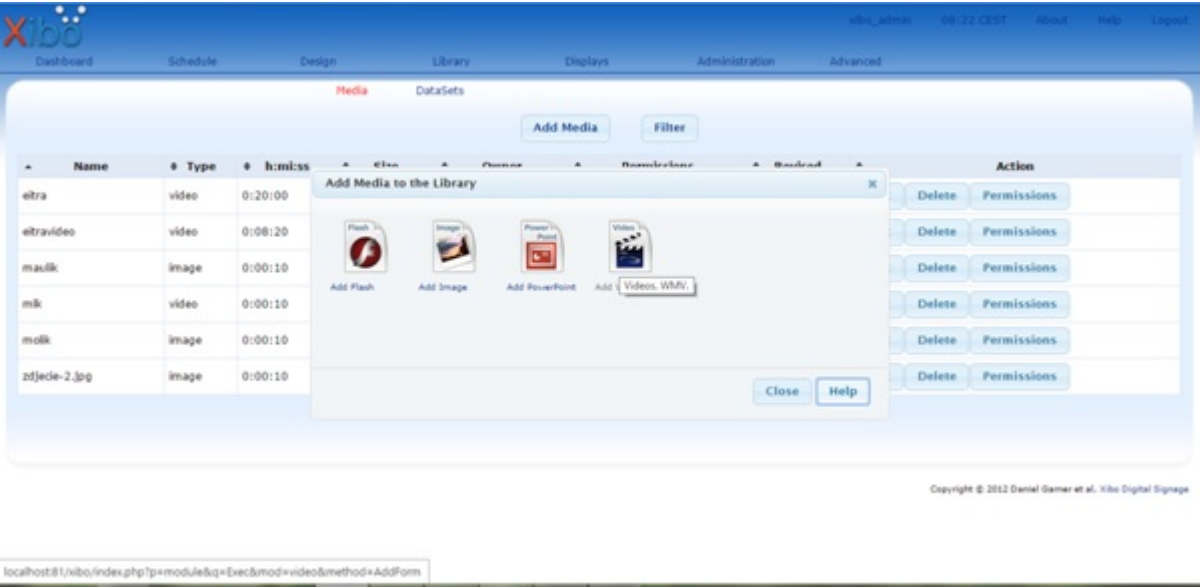 Xibo
xibo_admin 08:22 CEST About Help Logout
Dashboard Schedule Design Library Displays Administration Advanced
Media DataSets
Add Media Filter
Name Type h:mi:ss Size Owner Permissions Revised Action
Add Media to the Library
eitra video 0:20:00 Delete Permissions
eitravideo video 0:08:20 Delete Permissions
maulik image 0:00:10 Delete Permissions
mlk video 0:00:10 Delete Permissions
molik image 0:00:10 Delete Permissions
zdjecie-2.jpg image 0:00:10 Delete Permissions
Flash Image Power Point Video
Add Flash Add Image Add PowerPoint Add
Videos. WMV.
Close Help
Copyright © 2012 Daniel Garner et al. Xibo Digital Signage
localhost:81/xibo/index.php?p=module&q=Exec&mod=video&method=AddForm